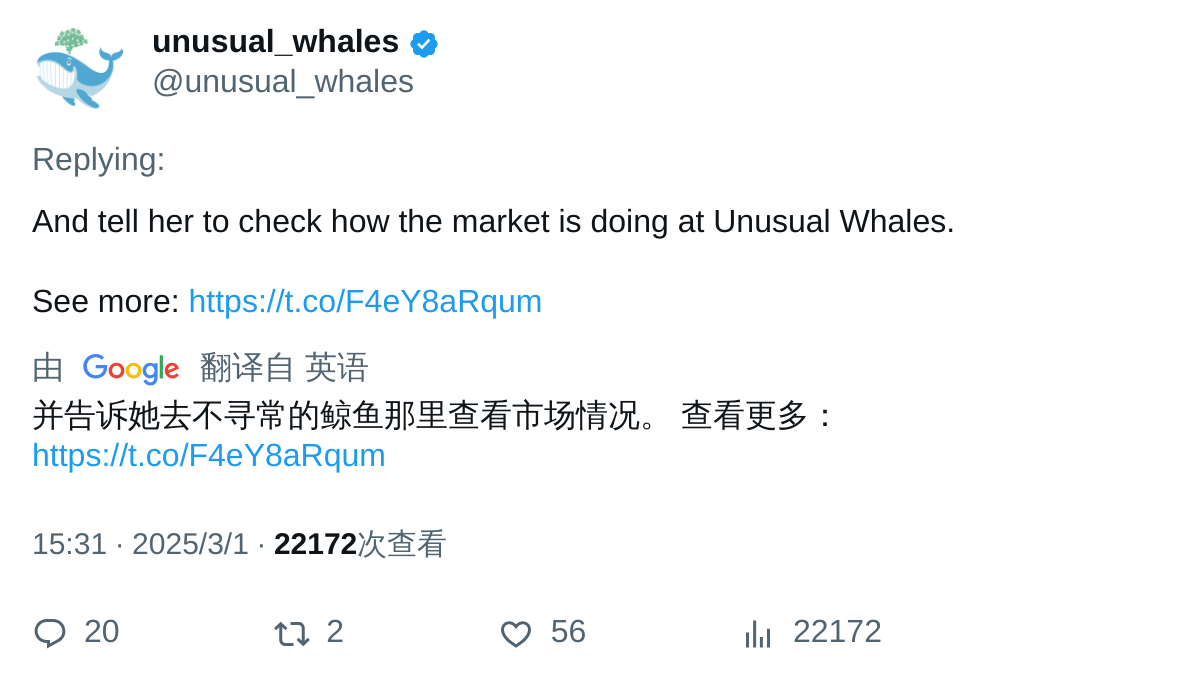 unusual_whales
@unusual_whales
Replying:
And tell her to check how the market is doing at Unusual Whales.
See more: https://t.co/F4eY8aRqum
由 Google 翻译自 英语
并告诉她去不寻常的鲸鱼那里查看市场情况。 查看更多：
https://t.co/F4eY8aRqum
15:31 · 2025/3/1 · 22172次查看
20 2 56 22172